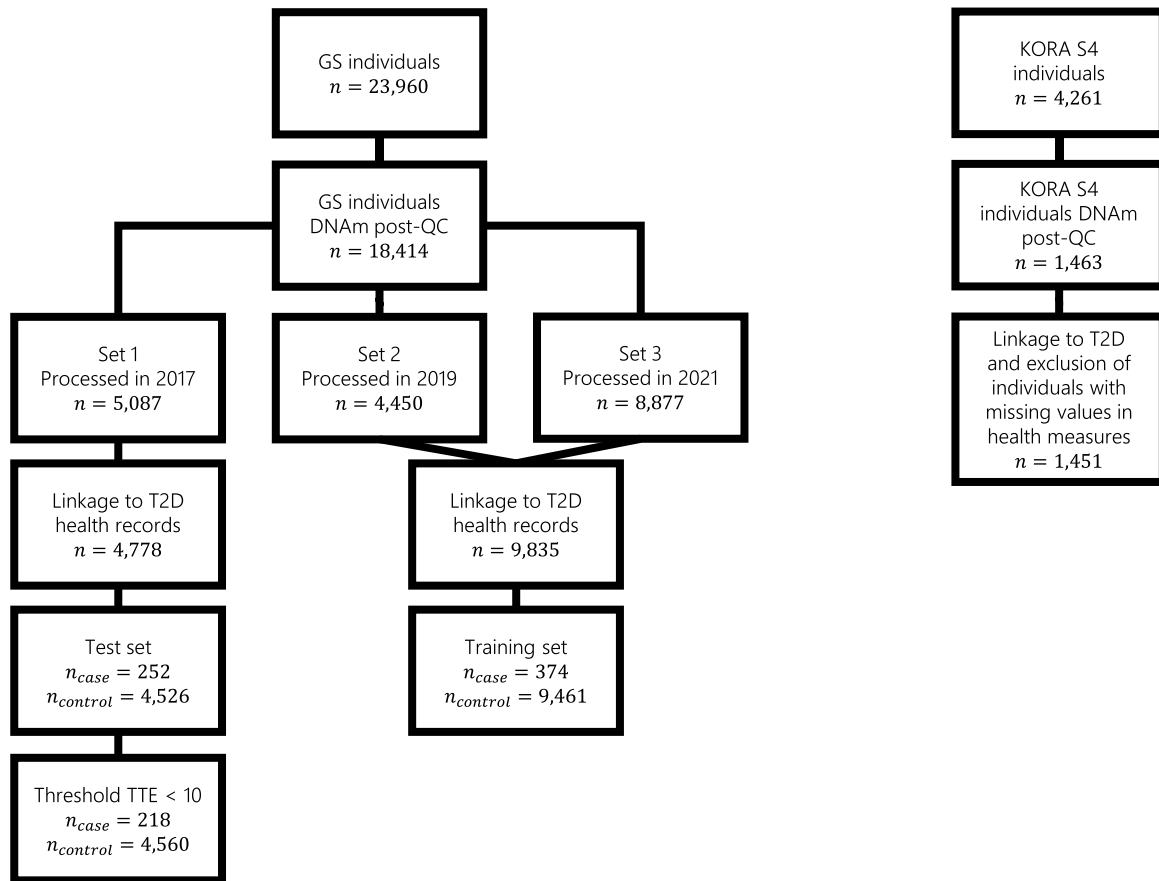 GS individuals
n = 23,960
GS individuals
DNAm post-QC
n = 18,414
Set 1
Processed in 2017
n = 5,087
Set 2
Processed in 2019
n = 4,450
Set 3
Processed in 2021
n = 8,877
Linkage to T2D
health records
n = 4,778
Linkage to T2D
health records
n = 9,835
Test set
n_case = 252
n_control = 4,526
Training set
n_case = 374
n_control = 9,461
Threshold TTE < 10
n_case = 218
n_control = 4,560
KORA S4
individuals
n = 4,261
KORA S4
individuals DNAm
post-QC
n = 1,463
Linkage to T2D
and exclusion of
individuals with
missing values in
health measures
n = 1,451